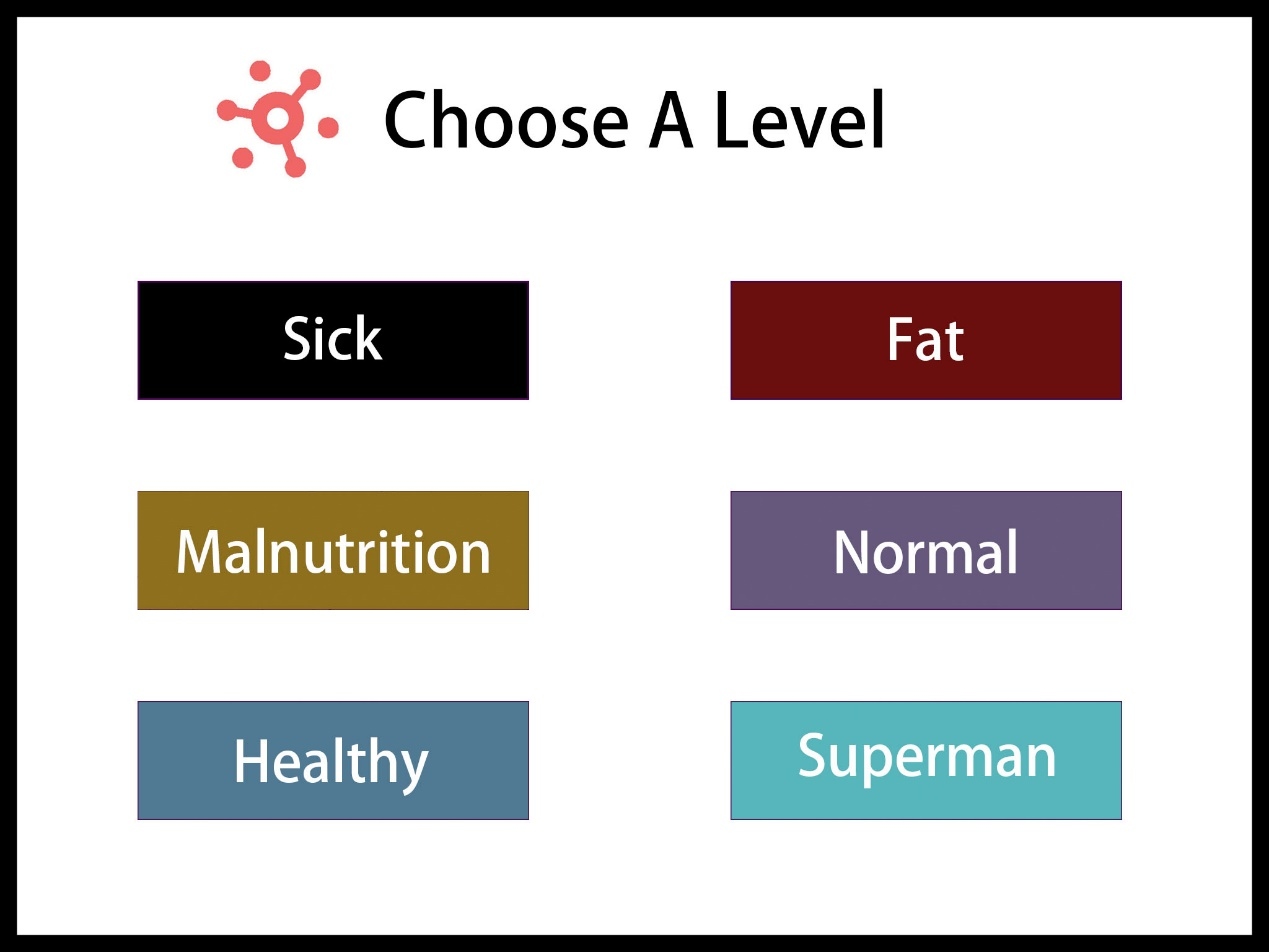 Choose A Level
Sick
Fat
Malnutrition
Normal
Healthy
Superman